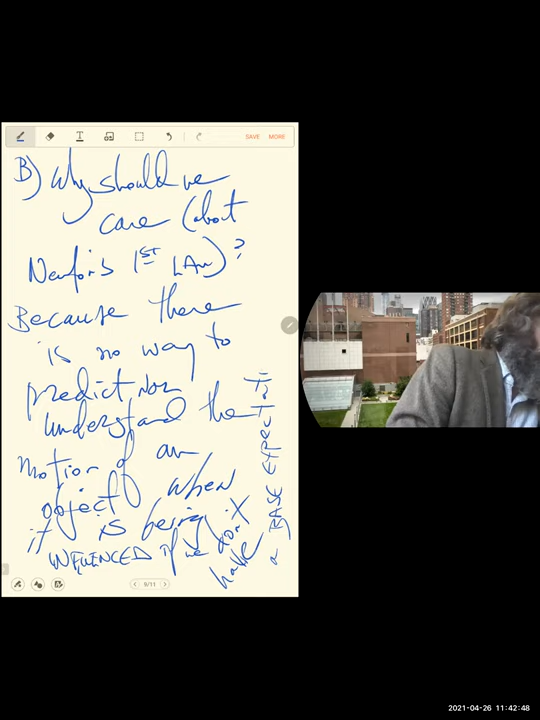 SAVE MORE
B) Why should we
care (about
Newton's 1ST LAW)?
Because there
is no way to
predict, nor
understand the
motion of an
object when
it is being
INFLUENCED if we don't
have
a BASE EXPECTATI
9/11
2021-04-26 11:42:48